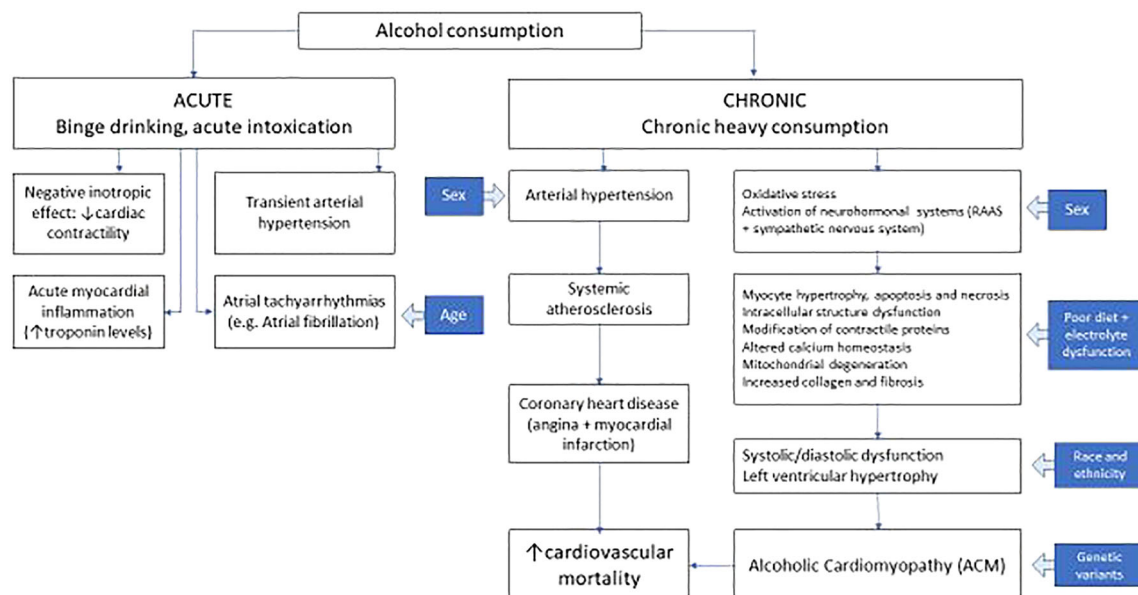 Alcohol consumption
ACUTE
Binge drinking, acute intoxication
CHRONIC
Chronic heavy consumption
Negative inotropic
effect: ↓cardiac
contractility
Transient arterial
hypertension
Acute myocardial
inflammation
(↑troponin levels)
Atrial tachyarrhythmias
(e.g. Atrial fibrillation)
Age
Sex
Arterial hypertension
Systemic
atherosclerosis
Coronary heart disease
(angina + myocardial
infarction)
↑cardiovascular
mortality
Oxidative stress
Activation of neurohormonal systems (RAAS
+ sympathetic nervous system)
Sex
Myocyte hypertrophy, apoptosis and necrosis
Intracellular structure dysfunction
Modification of contractile proteins
Altered calcium homeostasis
Mitochondrial degeneration
Increased collagen and fibrosis
Poor diet +
electrolyte
dysfunction
Systolic/diastolic dysfunction
Left ventricular hypertrophy
Race and
ethnicity
Alcoholic Cardiomyopathy (ACM)
Genetic
variants